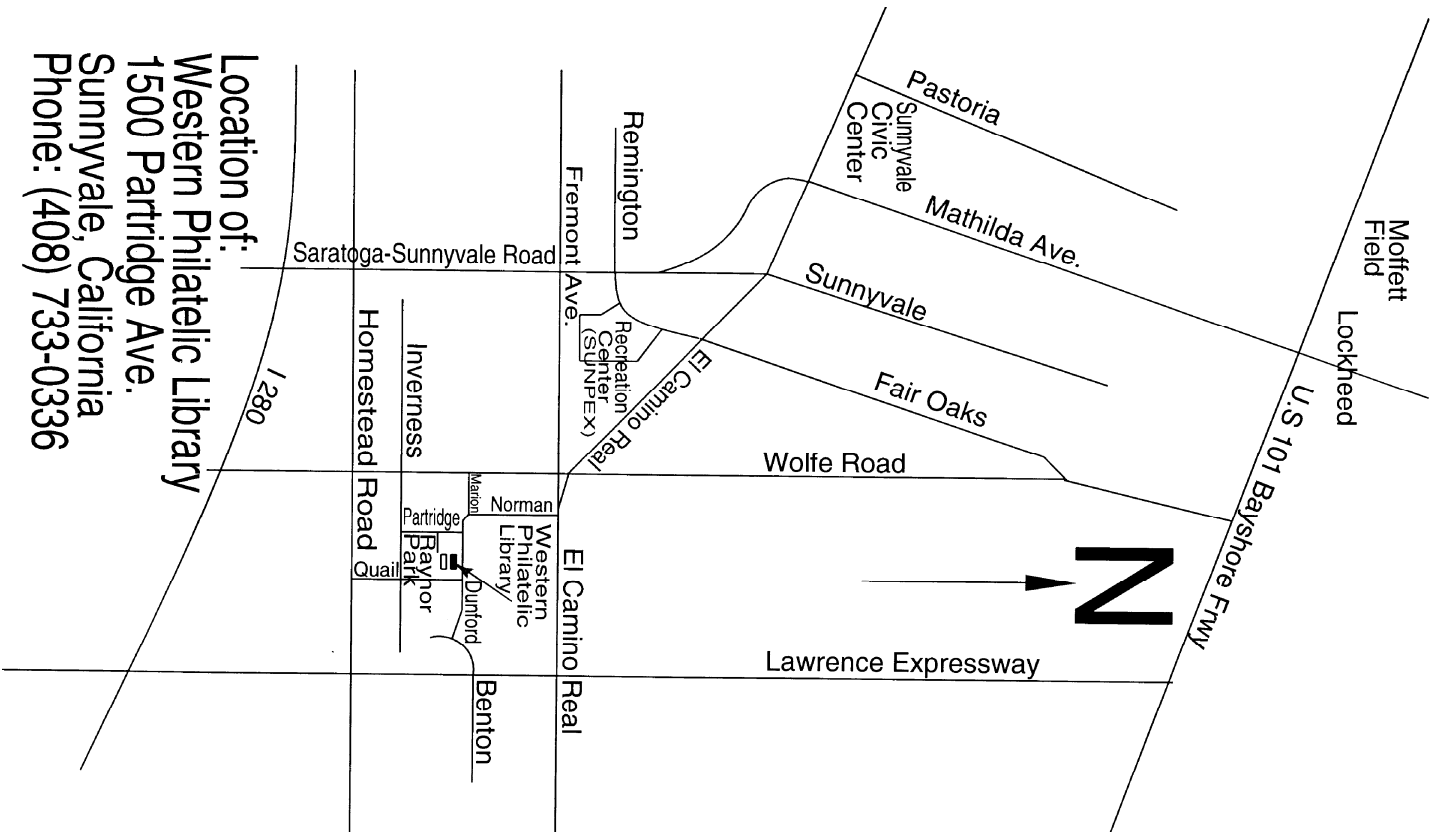 Location of:
Western Philatelic Library
1500 Partridge Ave.
Sunnyvale, California
Phone: (408) 733-0336
Pastoria
Sunnyvale
Civic
Center
Mathilda Ave.
Moffett
Field
Lockheed
U.S 101 Bayshore Frwy
Sunnyvale
Fair Oaks
Remington
Fremont Ave.
Saratoga-Sunnyvale Road
Recreation
Center
(SUNPEX)
El Camino Real
Wolfe Road
Homestead Road
Inverness
I 280
Marion
Norman
Partridge
Western
Philatelic
Library
Raynor
Park
Quail
Dunford
El Camino Real
N
Lawrence Expressway
Benton